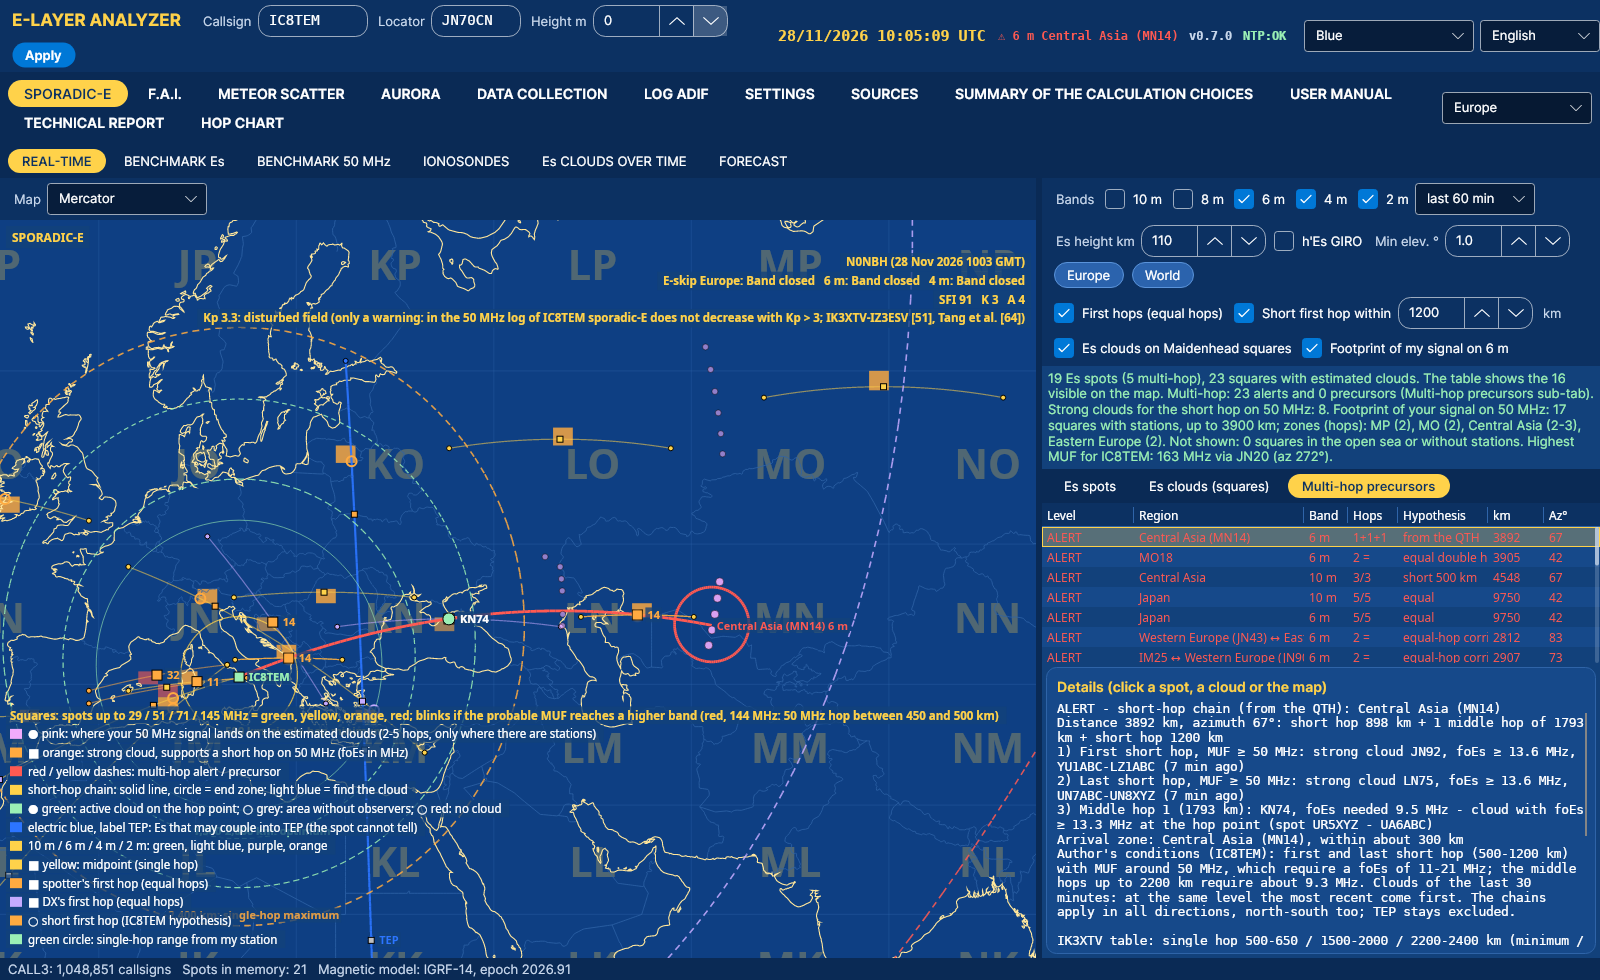 E-LAYER ANALYZER
Callsign IC8TEM Locator JN70CN Height m 0
Apply
28/11/2026 10:05:09 UTC ⚠ 6 m Central Asia (MN14) v0.7.0 NTP:OK Blue English
SPORADIC-E F.A.I. METEOR SCATTER AURORA DATA COLLECTION LOG ADIF SETTINGS SOURCES SUMMARY OF THE CALCULATION CHOICES USER MANUAL
TECHNICAL REPORT HOP CHART
Europe
REAL-TIME BENCHMARK Es BENCHMARK 50 MHz IONOSONDES Es CLOUDS OVER TIME FORECAST
Map Mercator
SPORADIC-E
N0NBH (28 Nov 2026 1003 GMT)
E-skip Europe: Band closed 6 m: Band closed 4 m: Band closed
SFI 91 K 3 A 4
Kp 3.3: disturbed field (only a warning: in the 50 MHz log of IC8TEM sporadic-E does not decrease with Kp > 3; IK3XTV-IZ3ESV [51], Tang et al. [64])
JP KP LP MP NP
KO LO MO NO
JN KN LN MN NN
LM MM NM
KL LL ML NL
KN74
14
14
14
32
11
IC8TEM
Central Asia (MN14) 6 m
Squares: spots up to 29 / 51 / 71 / 145 MHz = green, yellow, orange, red; blinks if the probable MUF reaches a higher band (red, 144 MHz: 50 MHz hop between 450 and 500 km)
● pink: where your 50 MHz signal lands on the estimated clouds (2-5 hops, only where there are stations)
■ orange: strong cloud, supports a short hop on 50 MHz (foEs in MHz)
red / yellow dashes: multi-hop alert / precursor
short-hop chain: solid line, circle = end zone; light blue = find the cloud
● green: active cloud on the hop point; ○ grey: area without observers; ○ red: no cloud
electric blue, label TEP: Es that may couple into TEP (the spot cannot tell)
10 m / 6 m / 4 m / 2 m: green, light blue, purple, orange
■ yellow: midpoint (single hop)
■ spotter's first hop (equal hops)
■ DX's first hop (equal hops)
○ short first hop (IC8TEM hypothesis)
gle-hop maximum
green circle: single-hop range from my station
TEP
Bands 10 m 8 m 6 m 4 m 2 m last 60 min
Es height km 110 h'Es GIRO Min elev. ° 1.0
Europe World
First hops (equal hops) Short first hop within 1200 km
Es clouds on Maidenhead squares Footprint of my signal on 6 m
19 Es spots (5 multi-hop), 23 squares with estimated clouds. The table shows the 16
visible on the map. Multi-hop: 23 alerts and 0 precursors (Multi-hop precursors sub-tab).
Strong clouds for the short hop on 50 MHz: 8. Footprint of your signal on 50 MHz: 17
squares with stations, up to 3900 km; zones (hops): MP (2), MO (2), Central Asia (2-3),
Eastern Europe (2). Not shown: 0 squares in the open sea or without stations. Highest
MUF for IC8TEM: 163 MHz via JN20 (az 272°).
Es spots Es clouds (squares) Multi-hop precursors
Level Region Band Hops Hypothesis km Az°
ALERT Central Asia (MN14) 6 m 1+1+1 from the QTH 3892 67
ALERT MO18 6 m 2 = equal double h 3905 42
ALERT Central Asia 10 m 3/3 short 500 km 4548 67
ALERT Japan 10 m 5/5 equal 9750 42
ALERT Japan 6 m 5/5 equal 9750 42
ALERT Western Europe (JN43) ↔ Eas 6 m 2 = equal-hop corri 2812 83
ALERT IM25 ↔ Western Europe (JN9 6 m 2 = equal-hop corri 2907 73
Details (click a spot, a cloud or the map)
ALERT - short-hop chain (from the QTH): Central Asia (MN14)
Distance 3892 km, azimuth 67°: short hop 898 km + 1 middle hop of 1793
km + short hop 1200 km
1) First short hop, MUF ≥ 50 MHz: strong cloud JN92, foEs ≥ 13.6 MHz,
YU1ABC-LZ1ABC (7 min ago)
2) Last short hop, MUF ≥ 50 MHz: strong cloud LN75, foEs ≥ 13.6 MHz,
UN7ABC-UN8XYZ (7 min ago)
3) Middle hop 1 (1793 km): KN74, foEs needed 9.5 MHz - cloud with foEs
≥ 13.3 MHz at the hop point (spot UR5XYZ - UA6ABC)
Arrival zone: Central Asia (MN14), within about 300 km
Author's conditions (IC8TEM): first and last short hop (500-1200 km)
with MUF around 50 MHz, which require a foEs of 11-21 MHz; the middle
hops up to 2200 km require about 9.3 MHz. Clouds of the last 30
minutes: at the same level the most recent come first. The chains
apply in all directions, north-south too; TEP stays excluded.
IK3XTV table: single hop 500-650 / 1500-2000 / 2200-2400 km (minimum /
CALL3: 1,048,851 callsigns Spots in memory: 21 Magnetic model: IGRF-14, epoch 2026.91